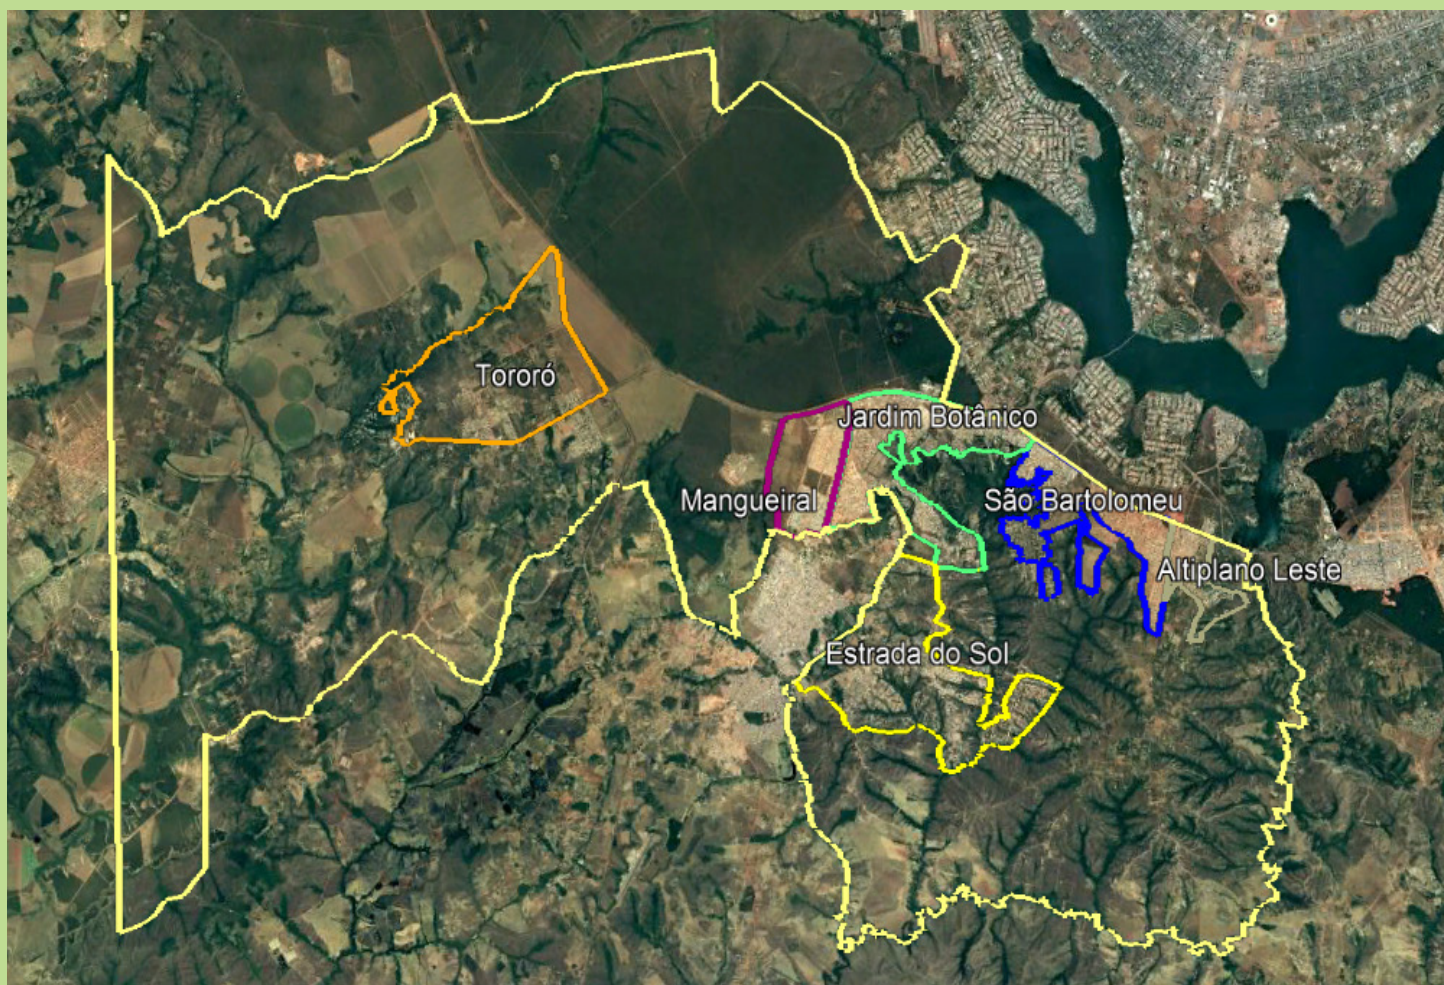 Tororó
Jardim Botânico
Mangueiral
São Bartolomeu
Altiplano Leste
Estrada do Sol